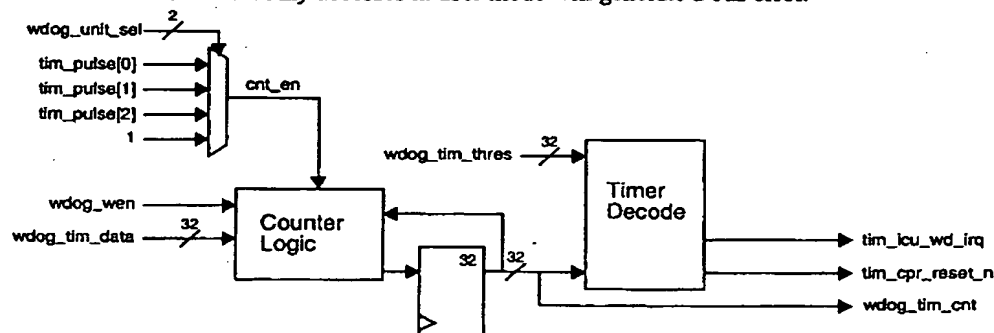 wdog_unit_sel
2
tim_pulse[0]
tim_pulse[1]
tim_pulse[2]
1
cnt_en
wdog_tim_thres
32
Timer
Decode
wdog_wen
wdog_tim_data
32
Counter
Logic
32
32
tim_icu_wd_irq
tim_cpr_reset_n
wdog_tim_cnt